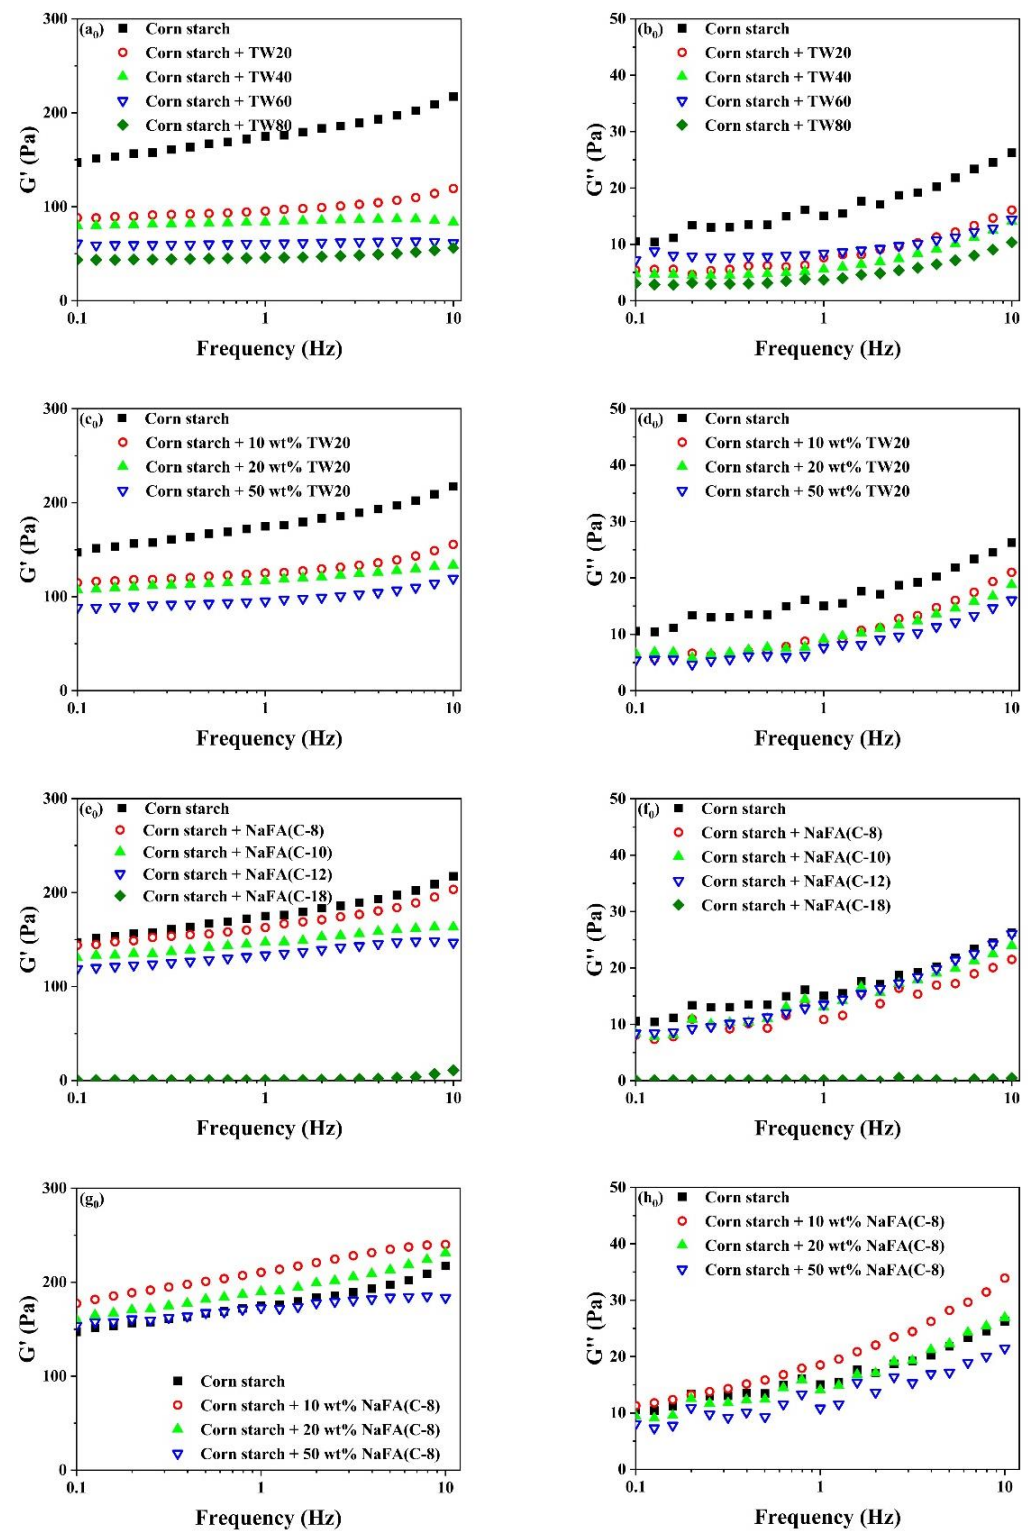 (a0) Corn starch
Corn starch + TW20
Corn starch + TW40
Corn starch + TW60
Corn starch + TW80
300
200
100
0
G' (Pa)
0.1 1 10
Frequency (Hz)
(b0) Corn starch
Corn starch + TW20
Corn starch + TW40
Corn starch + TW60
Corn starch + TW80
50
40
30
20
10
0
G'' (Pa)
0.1 1 10
Frequency (Hz)
(c0) Corn starch
Corn starch + 10 wt% TW20
Corn starch + 20 wt% TW20
Corn starch + 50 wt% TW20
300
200
100
0
G' (Pa)
0.1 1 10
Frequency (Hz)
(d0) Corn starch
Corn starch + 10 wt% TW20
Corn starch + 20 wt% TW20
Corn starch + 50 wt% TW20
50
40
30
20
10
0
G'' (Pa)
0.1 1 10
Frequency (Hz)
(e0) Corn starch
Corn starch + NaFA(C-8)
Corn starch + NaFA(C-10)
Corn starch + NaFA(C-12)
Corn starch + NaFA(C-18)
300
200
100
0
G' (Pa)
0.1 1 10
Frequency (Hz)
(f0) Corn starch
Corn starch + NaFA(C-8)
Corn starch + NaFA(C-10)
Corn starch + NaFA(C-12)
Corn starch + NaFA(C-18)
50
40
30
20
10
0
G'' (Pa)
0.1 1 10
Frequency (Hz)
(g0)
300
200
100
0
G' (Pa)
Corn starch
Corn starch + 10 wt% NaFA(C-8)
Corn starch + 20 wt% NaFA(C-8)
Corn starch + 50 wt% NaFA(C-8)
0.1 1 10
Frequency (Hz)
(h0) Corn starch
Corn starch + 10 wt% NaFA(C-8)
Corn starch + 20 wt% NaFA(C-8)
Corn starch + 50 wt% NaFA(C-8)
50
40
30
20
10
0
G'' (Pa)
0.1 1 10
Frequency (Hz)